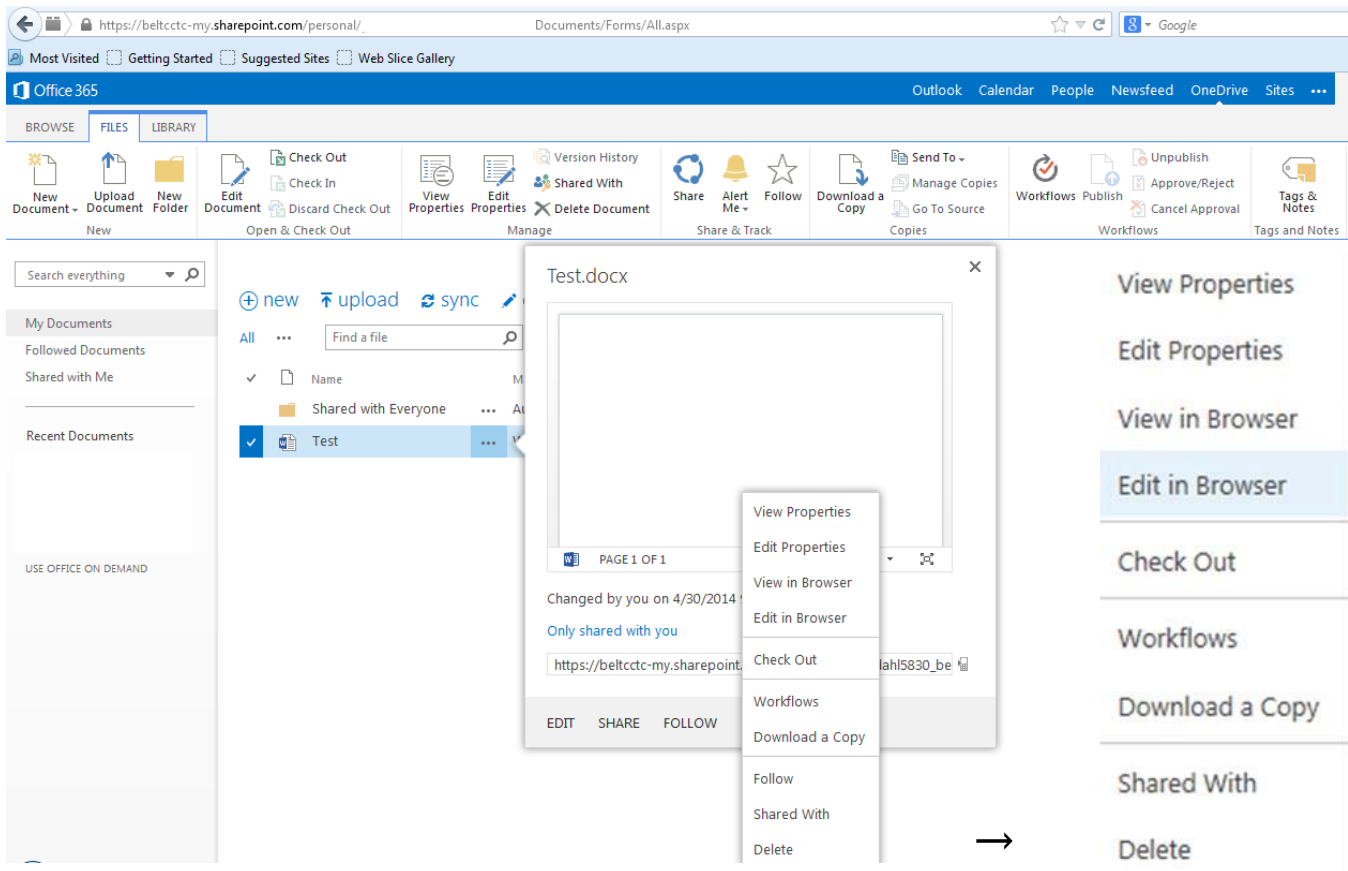 https://beltcctc-my.sharepoint.com/personal/ Documents/Forms/All.aspx Google
Most Visited Getting Started Suggested Sites Web Slice Gallery
Office 365 Outlook Calendar People Newsfeed OneDrive Sites •••
BROWSE FILES LIBRARY
New Document Upload Document New Folder
New
Edit Document Check Out
Check In
Discard Check Out
Open & Check Out
View Properties Edit Properties Version History
Shared With
Delete Document
Manage
Share Alert Me Follow
Share & Track
Download a Copy Send To
Manage Copies
Go To Source
Copies
Workflows Publish Unpublish
Approve/Reject
Cancel Approval
Workflows
Tags & Notes
Tags and Notes
Search everything
My Documents
Followed Documents
Shared with Me
Recent Documents
USE OFFICE ON DEMAND
new upload sync
All ••• Find a file
Name M
Shared with Everyone •••
Test •••
Test.docx
PAGE 1 OF 1
Changed by you on 4/30/2014
Only shared with you
https://beltcctc-my.sharepoint. lahl5830_be
EDIT SHARE FOLLOW
View Properties
Edit Properties
View in Browser
Edit in Browser
Check Out
Workflows
Download a Copy
Follow
Shared With
Delete
→
View Properties
Edit Properties
View in Browser
Edit in Browser
Check Out
Workflows
Download a Copy
Shared With
Delete